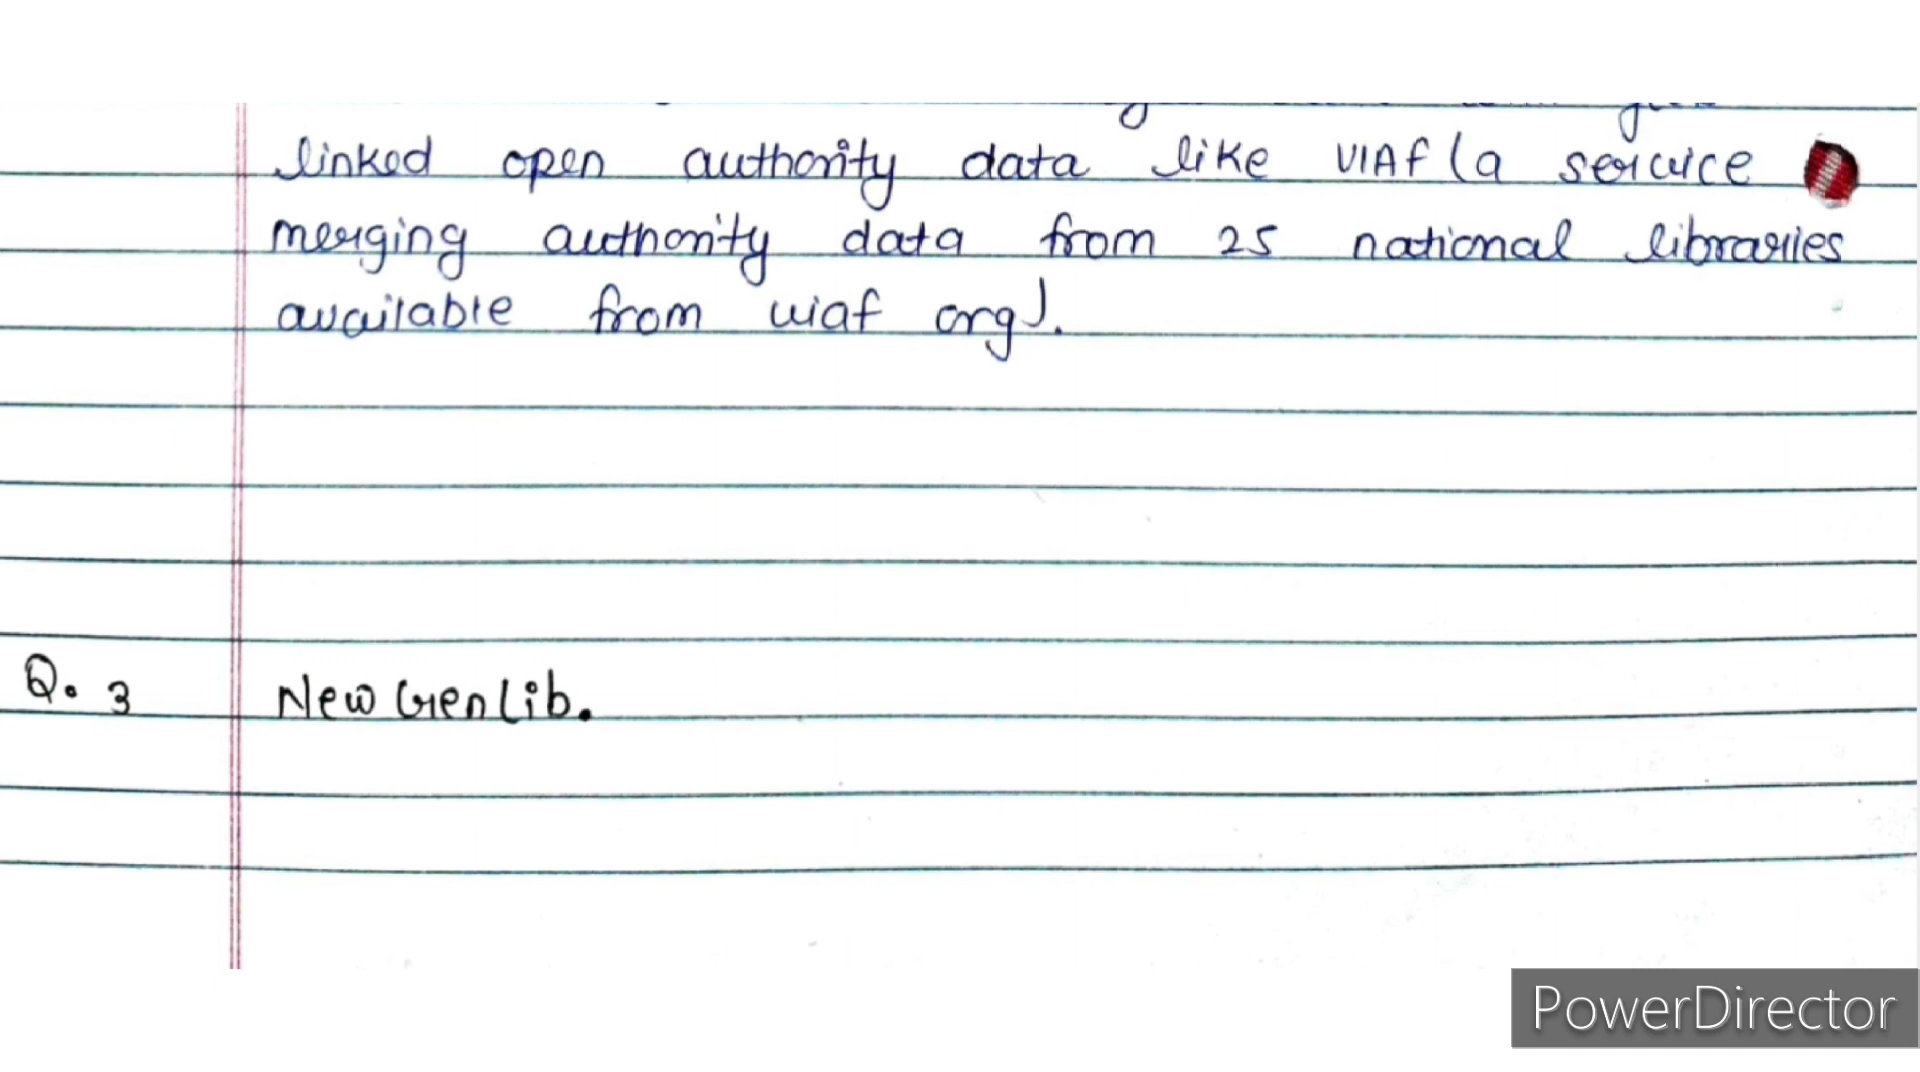 linked open authority data like VIAF (a service
merging authority data from 25 national libraries
available from viaf org).
Q. 3 New GenLib.
PowerDirector